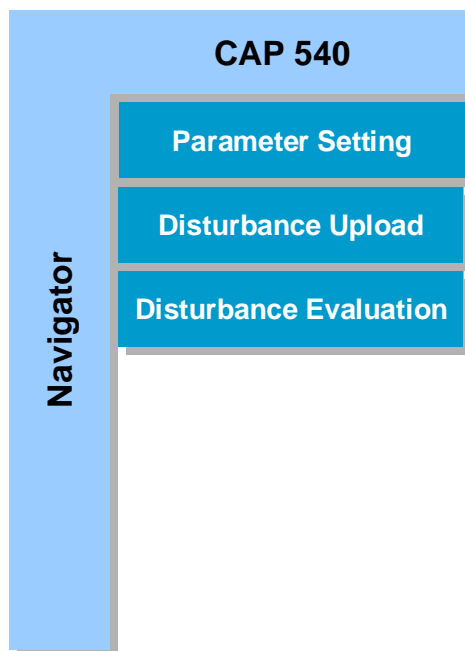 CAP 540
Parameter Setting
Disturbance Upload
Disturbance Evaluation
Navigator